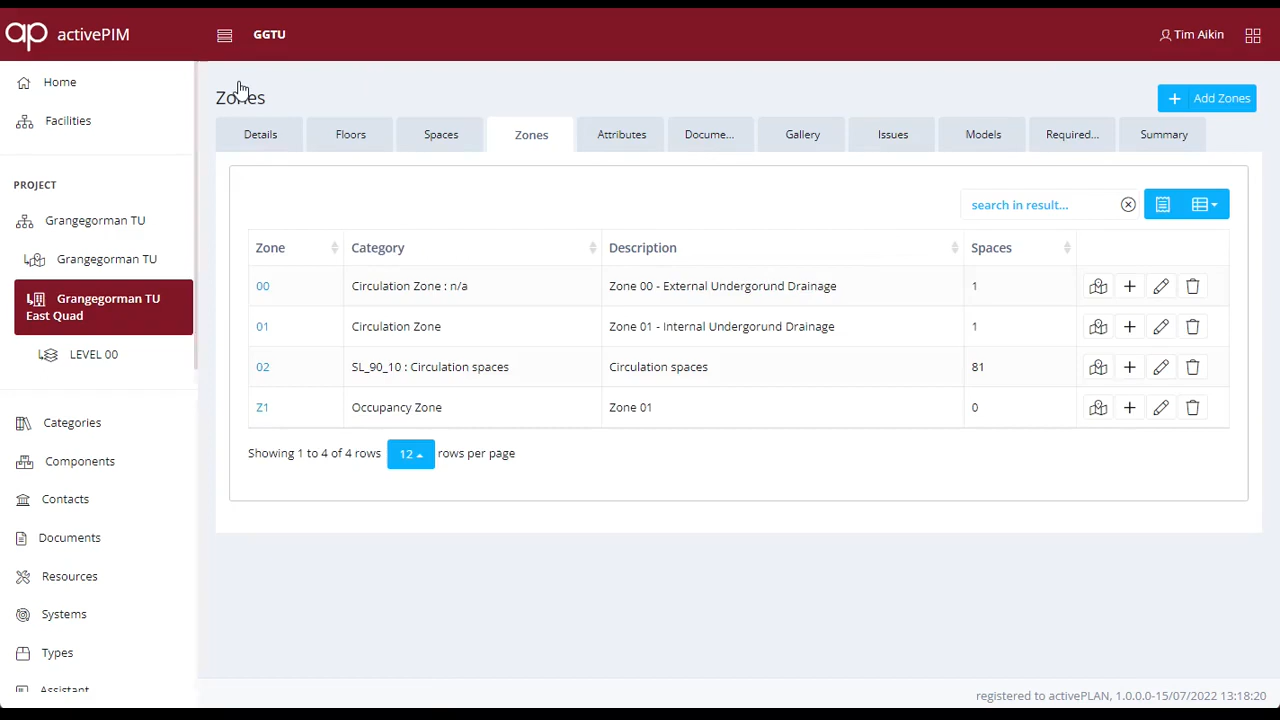 ap activePIM
GGTU
Tim Aikin
Home
Facilities
PROJECT
Grangegorman TU
Grangegorman TU
Grangegorman TU
East Quad
LEVEL 00
Categories
Components
Contacts
Documents
Resources
Systems
Types
Assistant
Zones
Add Zones
Details Floors Spaces Zones Attributes Docume... Gallery Issues Models Required... Summary
search in result...
Zone Category Description Spaces
00 Circulation Zone : n/a Zone 00 - External Undergorund Drainage 1
01 Circulation Zone Zone 01 - Internal Undergorund Drainage 1
02 SL_90_10 : Circulation spaces Circulation spaces 81
Z1 Occupancy Zone Zone 01 0
Showing 1 to 4 of 4 rows 12 rows per page
registered to activePLAN, 1.0.0.0-15/07/2022 13:18:20